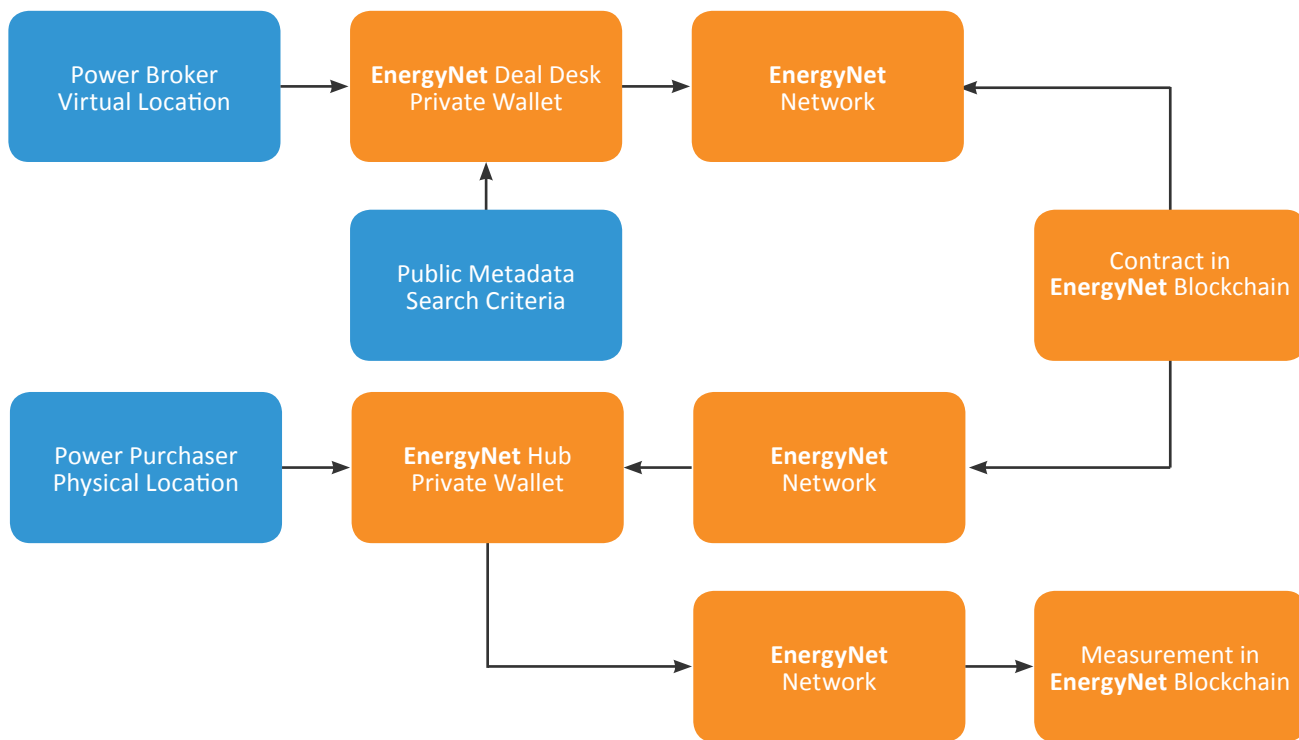 Power Broker
Virtual Location
EnergyNet Deal Desk
Private Wallet
EnergyNet
Network
Public Metadata
Search Criteria
Contract in
EnergyNet Blockchain
Power Purchaser
Physical Location
EnergyNet Hub
Private Wallet
EnergyNet
Network
EnergyNet
Network
Measurement in
EnergyNet Blockchain